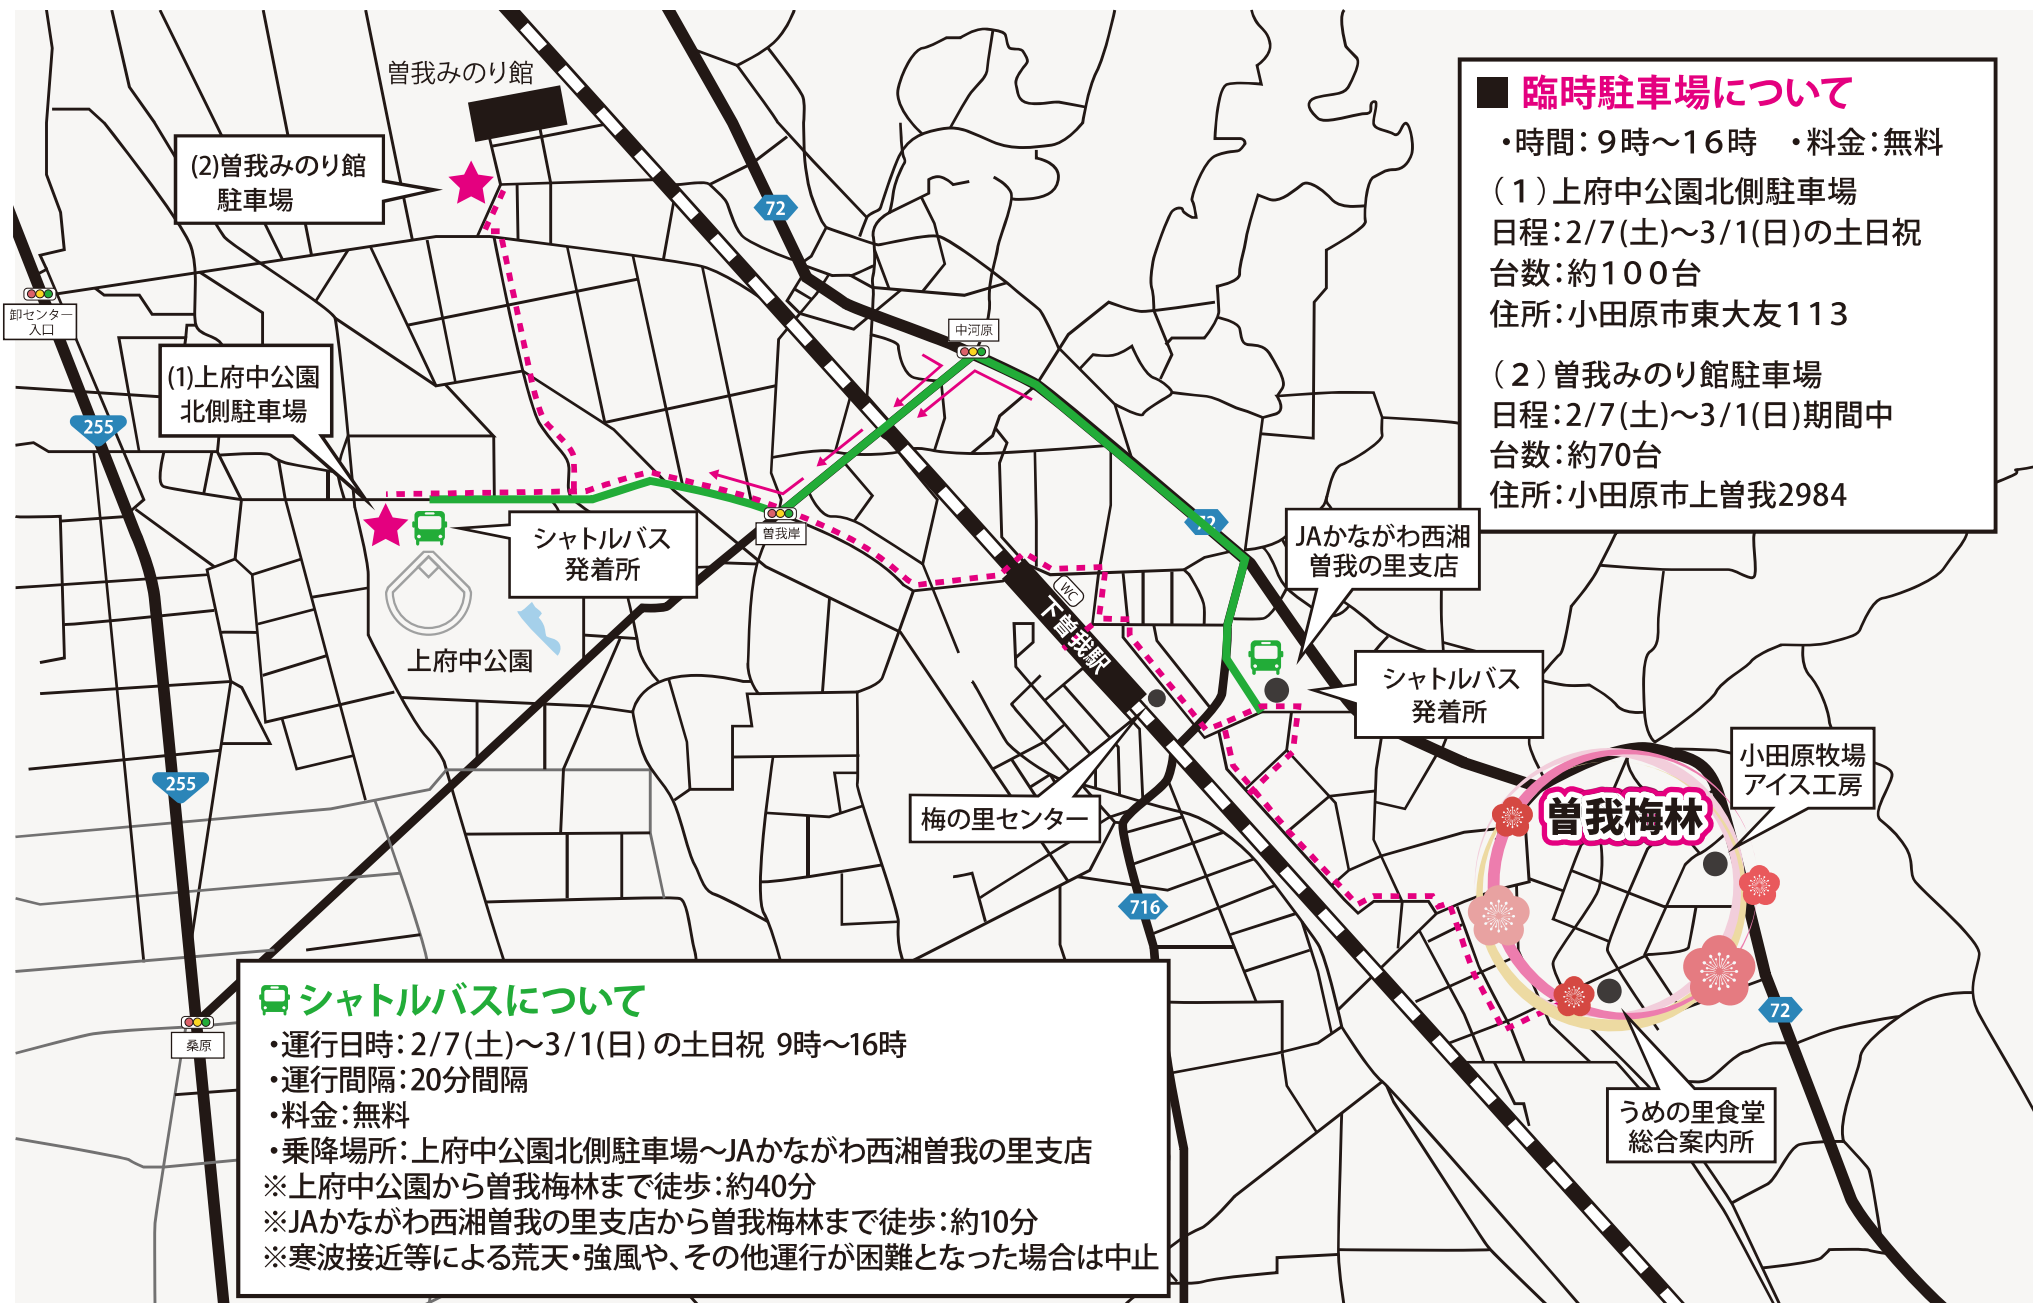 曽我みのり館
(2)曽我みのり館
駐車場
72
卸センター
入口
中河原
(1)上府中公園
北側駐車場
255
曽我岸
シャトルバス
発着所
上府中公園
WC
下曽我駅
72
JAかながわ西湘
曽我の里支店
シャトルバス
発着所
255
梅の里センター
716
小田原牧場
アイス工房
曽我梅林
72
桑原
うめの里食堂
総合案内所
■臨時駐車場について
・時間：９時～１６時　・料金：無料
（１）上府中公園北側駐車場
日程：2/7(土)～3/1(日)の土日祝
台数：約１００台
住所：小田原市東大友１１３
（２）曽我みのり館駐車場
日程：2/7(土)～3/1(日)期間中
台数：約70台
住所：小田原市上曽我2984
シャトルバスについて
・運行日時：2/7(土)～3/1(日)の土日祝 9時～16時
・運行間隔：20分間隔
・料金：無料
・乗降場所：上府中公園北側駐車場～JAかながわ西湘曽我の里支店
※上府中公園から曽我梅林まで徒歩：約40分
※JAかながわ西湘曽我の里支店から曽我梅林まで徒歩：約10分
※寒波接近等による荒天・強風や、その他運行が困難となった場合は中止